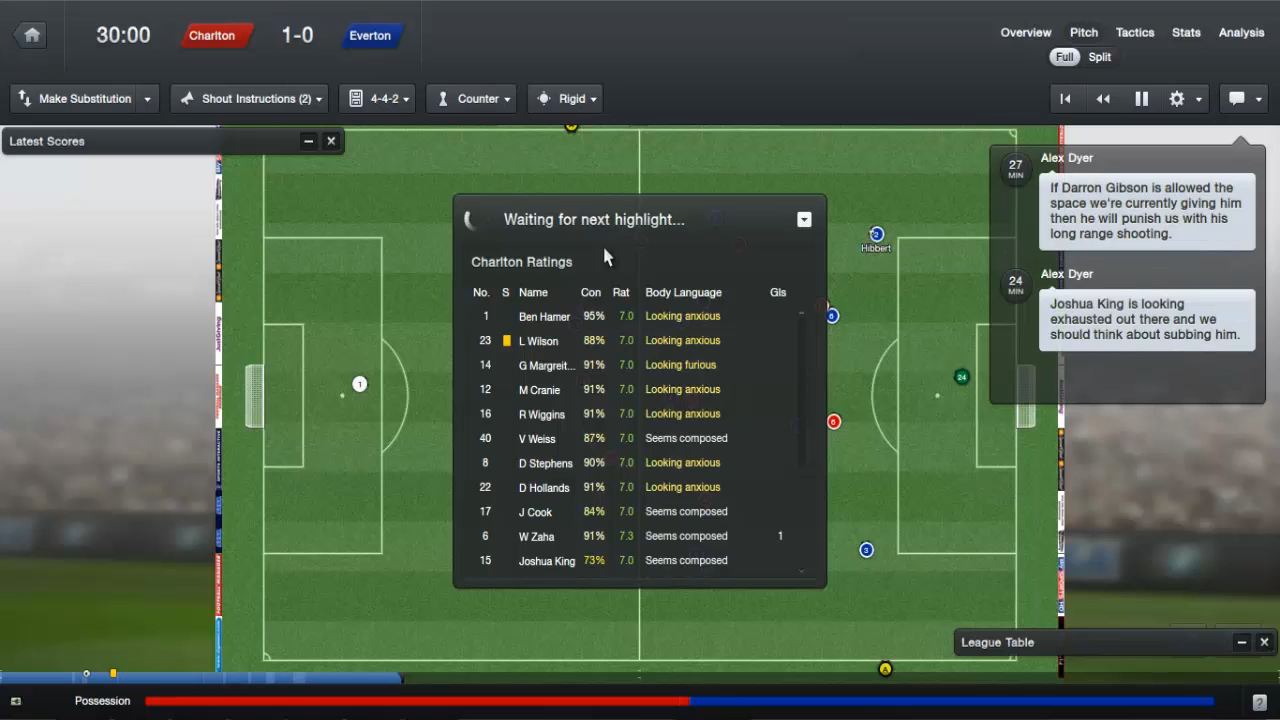 30:00 Charlton 1-0 Everton
Overview Pitch Tactics Stats Analysis
Full Split
Make Substitution Shout Instructions (2) 4-4-2 Counter Rigid
Latest Scores
Waiting for next highlight...
Charlton Ratings
No. S Name Con Rat Body Language Gls
1 Ben Hamer 95% 7.0 Looking anxious
23 L Wilson 88% 7.0 Looking anxious
14 G Margreit... 91% 7.0 Looking furious
12 M Cranie 91% 7.0 Looking anxious
16 R Wiggins 91% 7.0 Looking anxious
40 V Weiss 87% 7.0 Seems composed
8 D Stephens 90% 7.0 Looking anxious
22 D Hollands 91% 7.0 Looking anxious
17 J Cook 84% 7.0 Seems composed
6 W Zaha 91% 7.3 Seems composed 1
15 Joshua King 73% 7.0 Seems composed
1
2
Hibbert
6
24
6
3
A
27
MIN
Alex Dyer
If Darron Gibson is allowed the
space we're currently giving him
then he will punish us with his
long range shooting.
24
MIN
Alex Dyer
Joshua King is looking
exhausted out there and we
should think about subbing him.
League Table
Possession
?